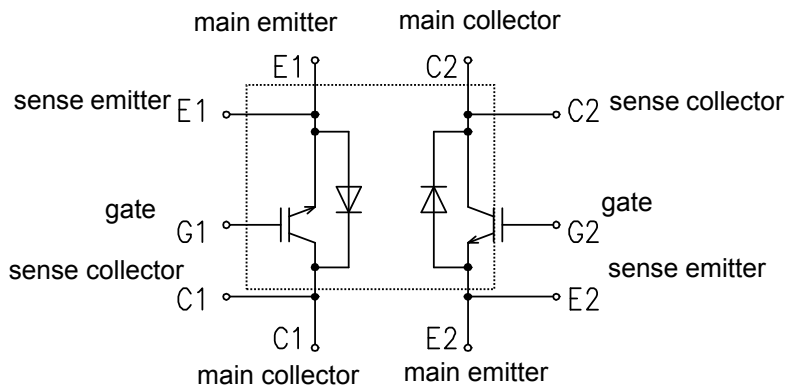 main emitter main collector
E1 C2
sense emitter E1 C2 sense collector
gate gate
G1 G2
sense collector sense emitter
C1 E2
C1 E2
main collector main emitter